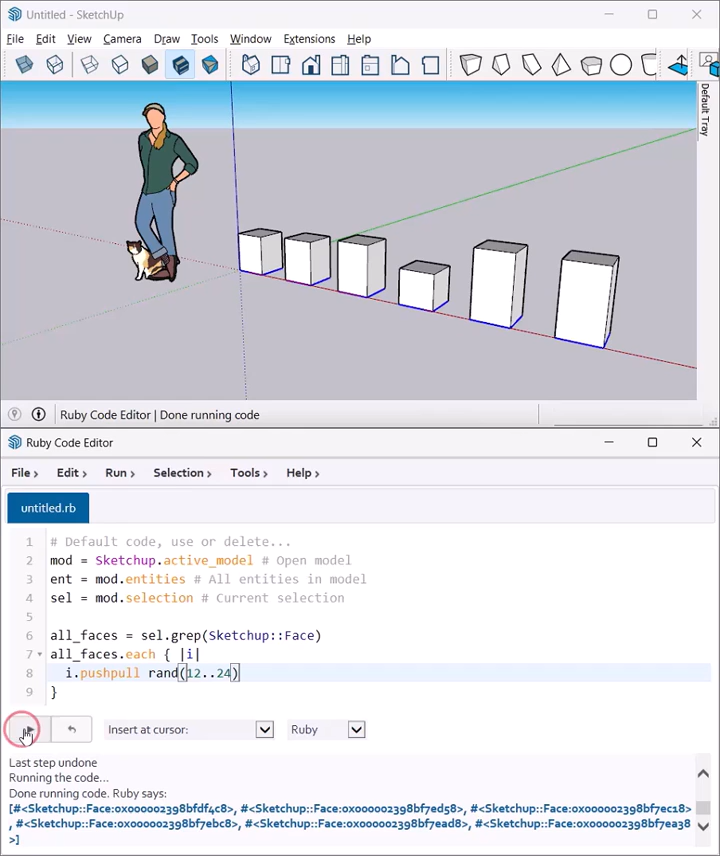 Untitled - SketchUp
File Edit View Camera Draw Tools Window Extensions Help
Default Tray
Ruby Code Editor | Done running code
Ruby Code Editor
File › Edit › Run › Selection › Tools › Help ›
untitled.rb
1 # Default code, use or delete...
2 mod = Sketchup.active_model # Open model
3 ent = mod.entities # All entities in model
4 sel = mod.selection # Current selection
5
6 all_faces = sel.grep(Sketchup::Face)
7 all_faces.each { |i|
8 i.pushpull rand(12..24)
9 }
Insert at cursor: Ruby
Last step undone
Running the code...
Done running code. Ruby says:
[#<Sketchup::Face:0x000002398bfdf4c8>, #<Sketchup::Face:0x000002398bf7ed58>, #<Sketchup::Face:0x000002398bf7ec18>
, #<Sketchup::Face:0x000002398bf7ebc8>, #<Sketchup::Face:0x000002398bf7ead8>, #<Sketchup::Face:0x000002398bf7ea38
>]